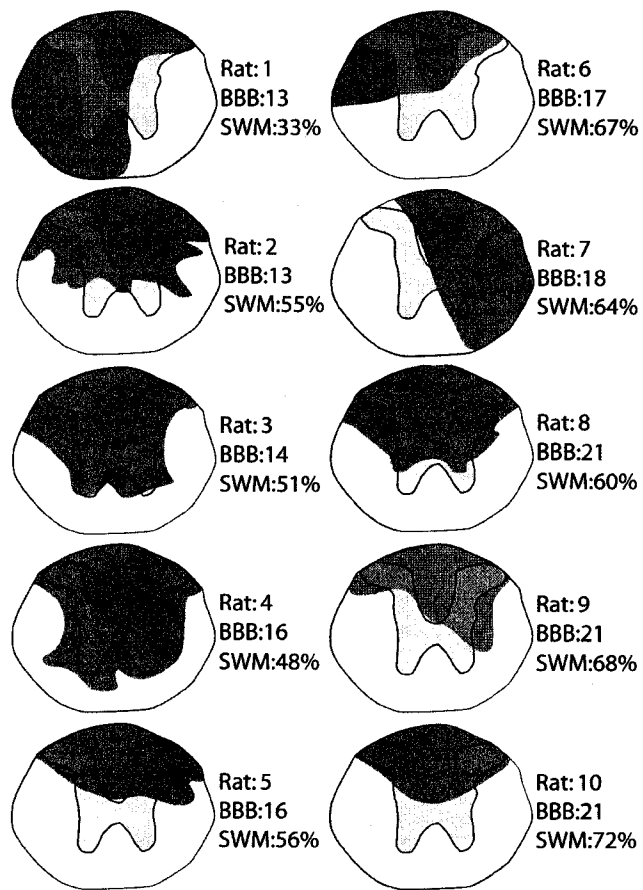 Rat: 1
BBB:13
SWM:33%
Rat: 2
BBB:13
SWM:55%
Rat: 3
BBB:14
SWM:51%
Rat: 4
BBB:16
SWM:48%
Rat: 5
BBB:16
SWM:56%
Rat: 6
BBB:17
SWM:67%
Rat: 7
BBB:18
SWM:64%
Rat: 8
BBB:21
SWM:60%
Rat: 9
BBB:21
SWM:68%
Rat: 10
BBB:21
SWM:72%